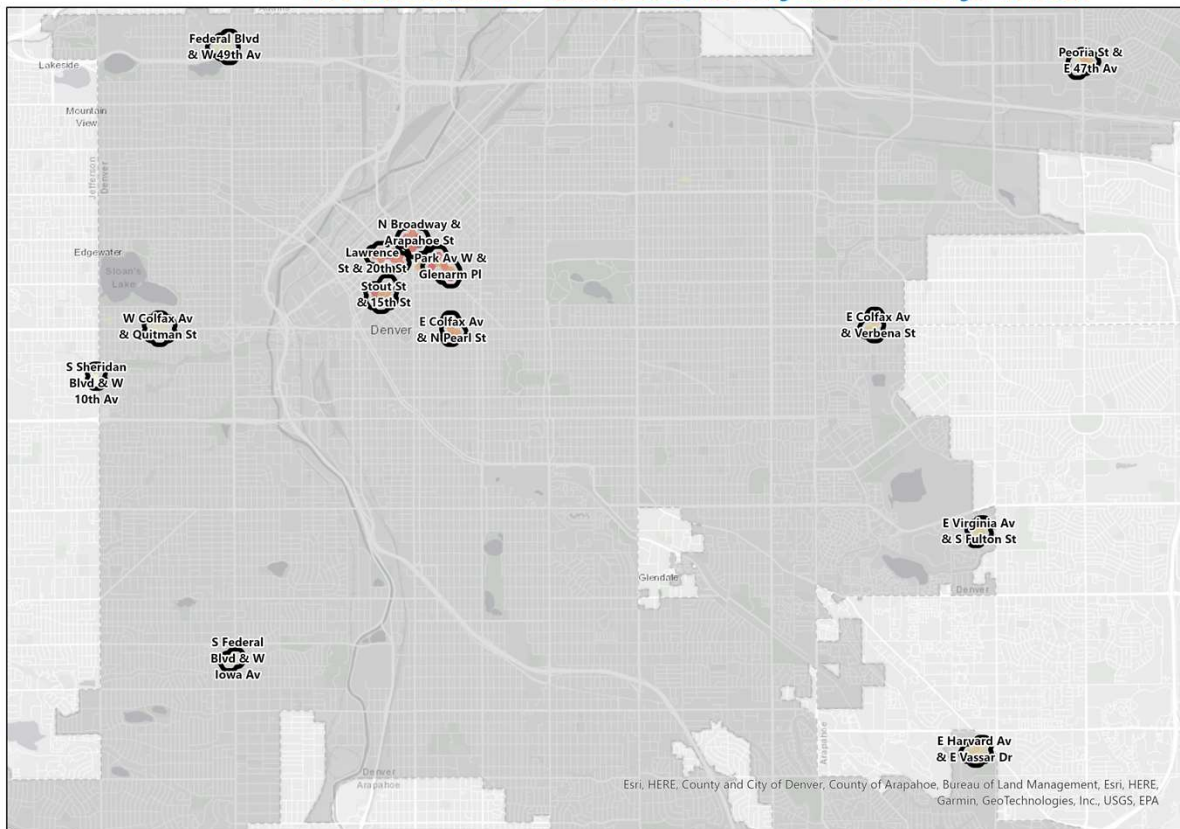 Federal Blvd
& W 49th Av
Peoria St &
E 47th Av
Lakeside
Mountain
View
Jefferson
Denver
N Broadway &
Arapahoe St
Lawrence
St & 20th St
Park Av W &
Glenarm Pl
Edgewater
Sloan's
Lake
Stout St
& 15th St
W Colfax Av
& Quitman St
Denver
E Colfax Av
& N Pearl St
E Colfax Av
& Verbena St
S Sheridan
Blvd & W
10th Av
E Virginia Av
& S Fulton St
Glendale
Denver
S Federal
Blvd & W
Iowa Av
Arapahoe
E Harvard Av
& E Vassar Dr
Denver
Arapahoe
Esri, HERE, County and City of Denver, County of Arapahoe, Bureau of Land Management, Esri, HERE,
Garmin, GeoTechnologies, Inc., USGS, EPA